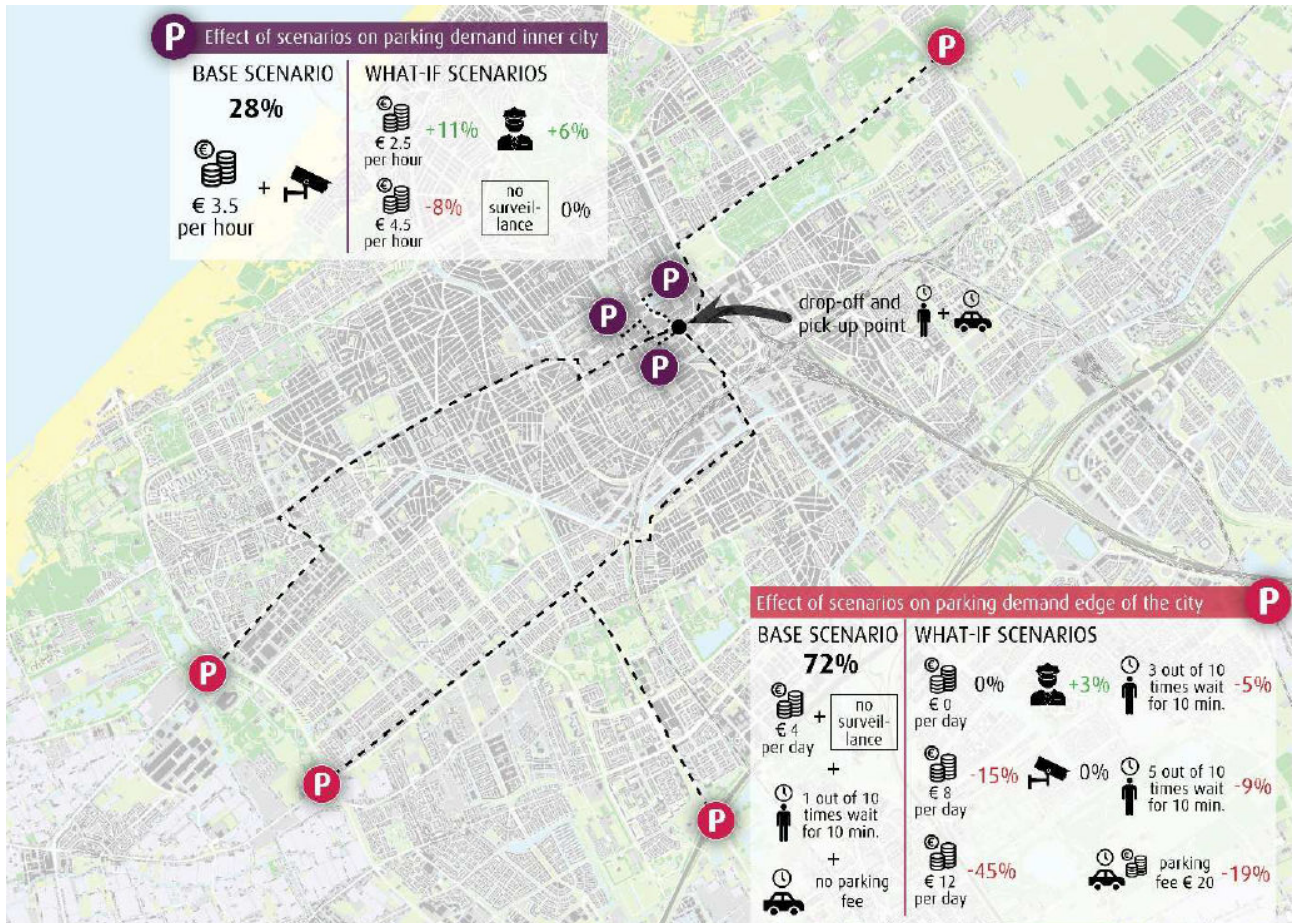 P Effect of scenarios on parking demand inner city
BASE SCENARIO
28%
€
€ 3.5
per hour
+
WHAT-IF SCENARIOS
€
€ 2.5
per hour
+11%
+6%
€
€ 4.5
per hour
-8%
no
surveil-
lance
0%
P
P
P
P
drop-off and
pick-up point
+
P
P
P
Effect of scenarios on parking demand edge of the city P
BASE SCENARIO
72%
€
€ 4
per day
+
no
surveil-
lance
+
1 out of 10
times wait
for 10 min.
+
no parking
fee
WHAT-IF SCENARIOS
€
€ 0
per day
0%
+3%
3 out of 10
times wait
for 10 min.
-5%
€
€ 8
per day
-15%
0%
5 out of 10
times wait
for 10 min.
-9%
€
€ 12
per day
-45%
€
parking
fee € 20
-19%